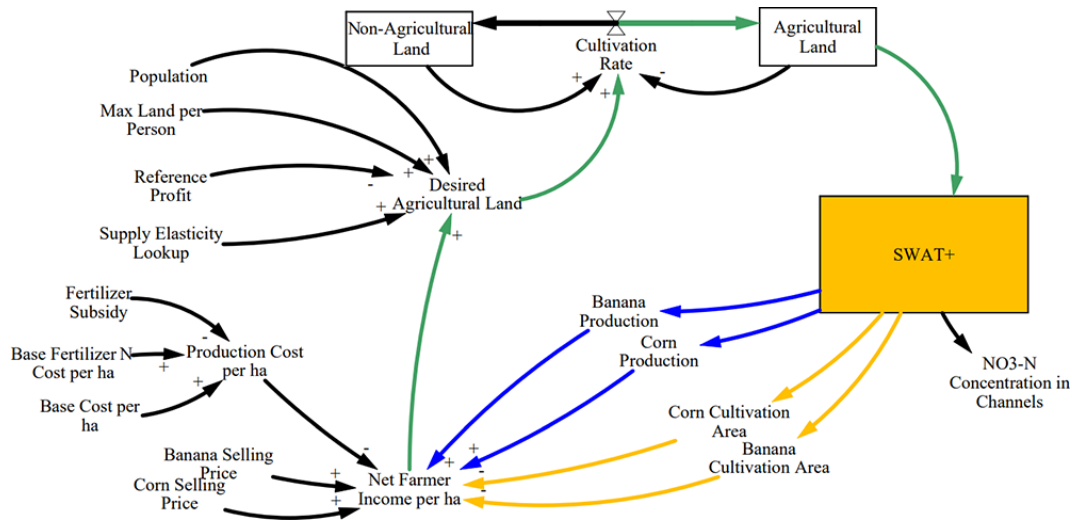 Non-Agricultural
Land
Cultivation
Rate
Agricultural
Land
+
+
-
Population
Max Land per
Person
Reference
Profit
Supply Elasticity
Lookup
+
+
-
+
Desired
Agricultural Land
+
SWAT+
Fertilizer
Subsidy
Base Fertilizer N
Cost per ha
Base Cost per
ha
-
+
+
Production Cost
per ha
Banana
Production
Corn
Production
NO3-N
Concentration in
Channels
Corn Cultivation
Area
Banana
Cultivation Area
Banana Selling
Price
Corn Selling
Price
-
+
+
+
+
-
-
Net Farmer
Income per ha